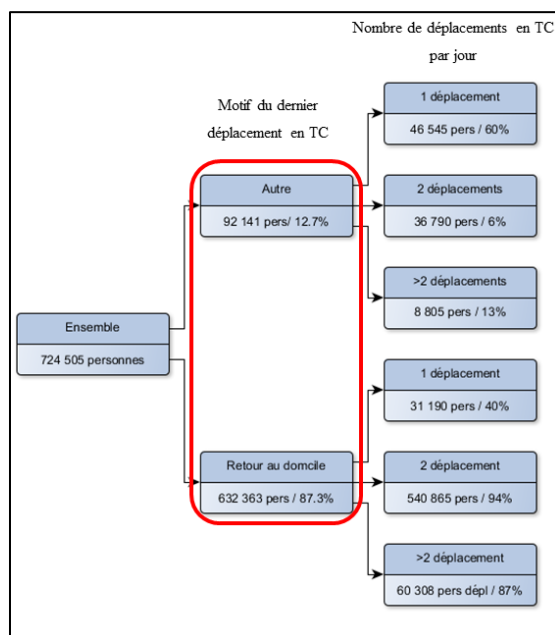 Nombre de déplacements en TC
par jour
Motif du dernier
déplacement en TC
1 déplacement
46 545 pers / 60%
Autre
92 141 pers/ 12.7%
2 déplacements
36 790 pers / 6%
>2 déplacements
8 805 pers / 13%
Ensemble
724 505 personnes
1 déplacement
31 190 pers / 40%
Retour au domcile
632 363 pers / 87.3%
2 déplacement
540 865 pers / 94%
>2 déplacement
60 308 pers dépl / 87%